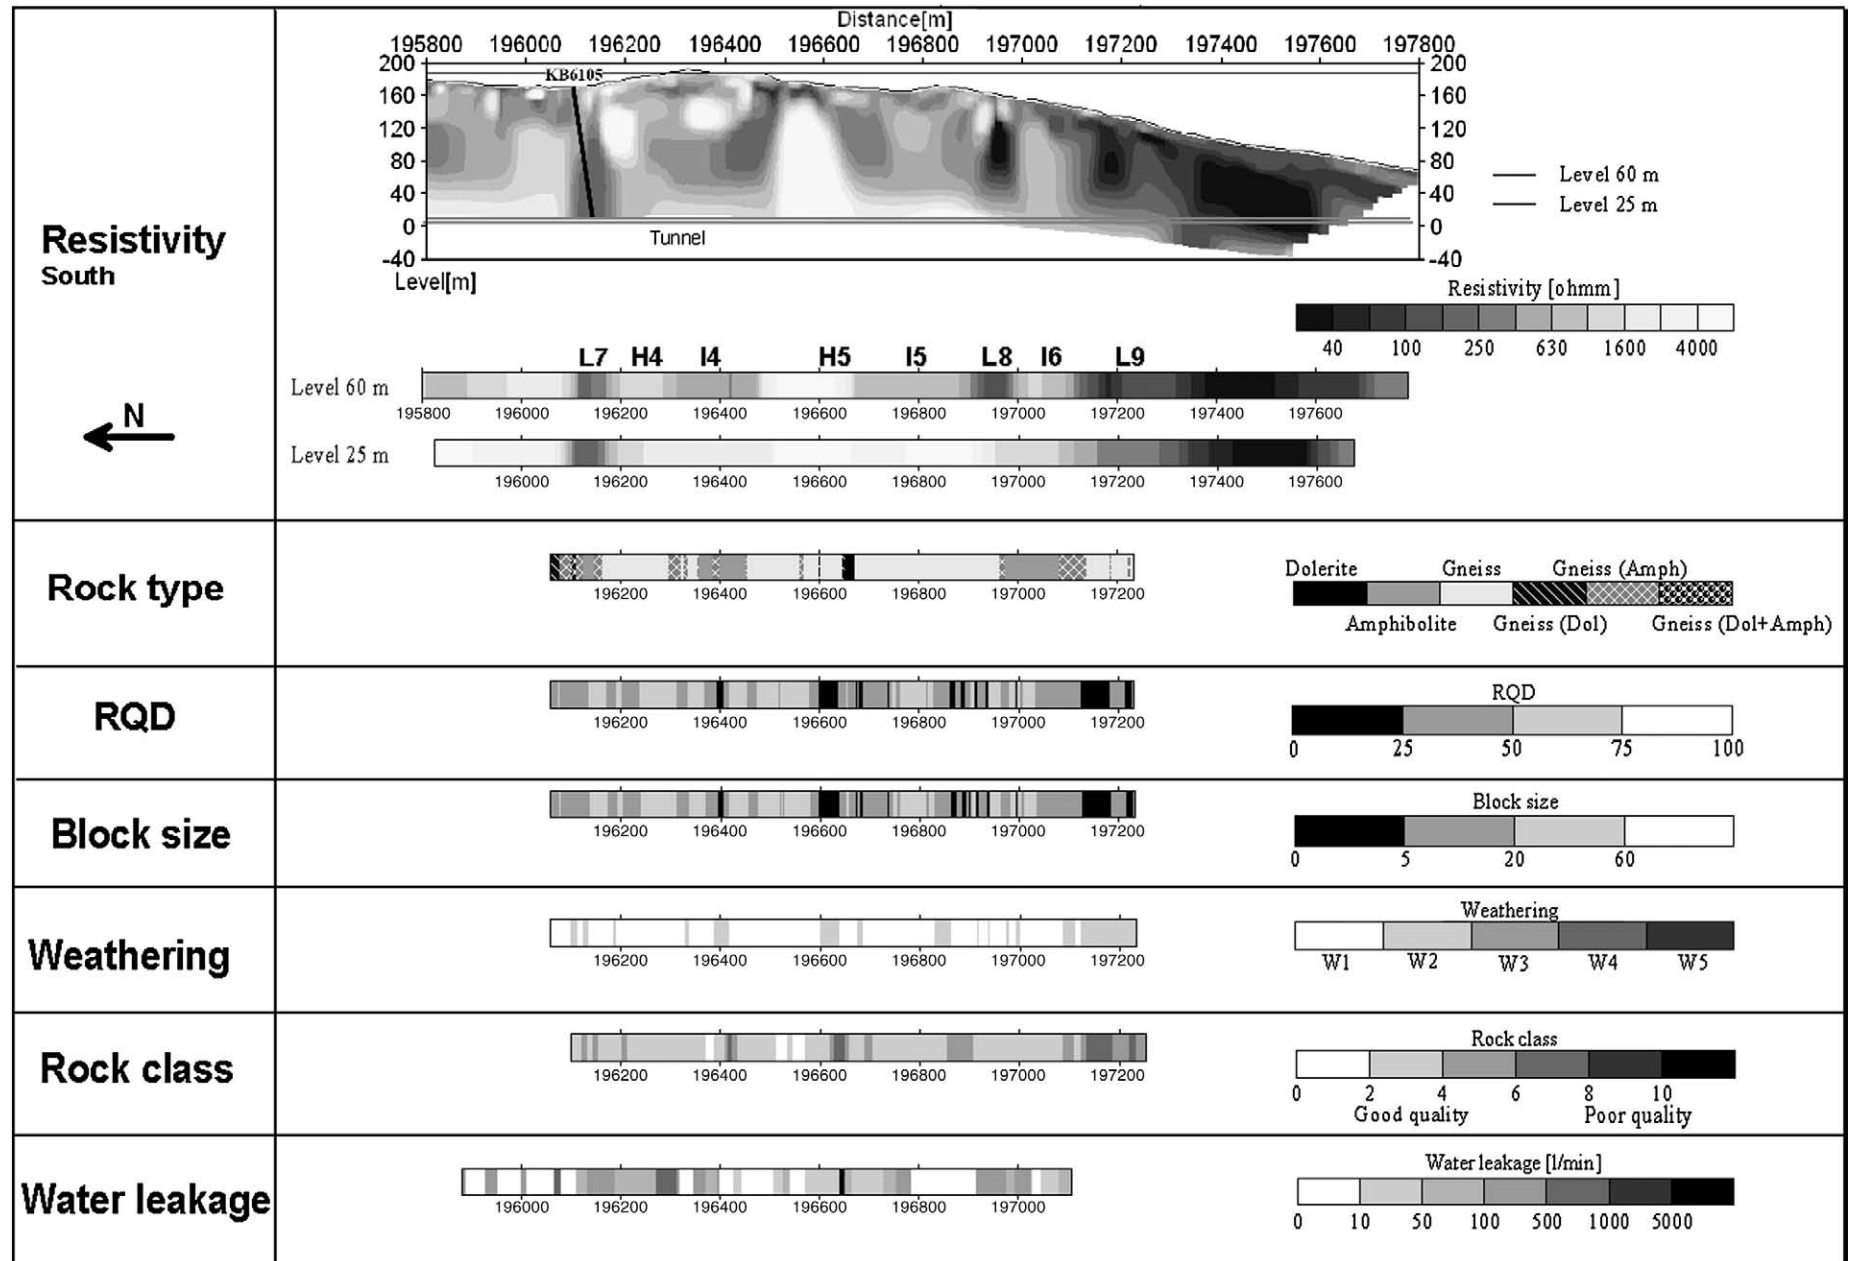 Distance[m]
195800 196000 196200 196400 196600 196800 197000 197200 197400 197600 197800
200 200
KB6105
160 160
120 120
80 80
40 40
0 0
-40 -40
Tunnel
Level[m]
Level 60 m
Level 25 m
Resistivity
South
N
Resistivity [ohmm]
40 100 250 630 1600 4000
L7 H4 I4 H5 I5 L8 I6 L9
Level 60 m
195800 196000 196200 196400 196600 196800 197000 197200 197400 197600
Level 25 m
196000 196200 196400 196600 196800 197000 197200 197400 197600
Rock type
196200 196400 196600 196800 197000 197200
Dolerite Gneiss Gneiss (Amph)
Amphibolite Gneiss (Dol) Gneiss (Dol+Amph)
RQD
196200 196400 196600 196800 197000 197200
RQD
0 25 50 75 100
Block size
196200 196400 196600 196800 197000 197200
Block size
0 5 20 60
Weathering
196200 196400 196600 196800 197000 197200
Weathering
W1 W2 W3 W4 W5
Rock class
196200 196400 196600 196800 197000 197200
Rock class
0 2 4 6 8 10
Good quality Poor quality
Water leakage
196000 196200 196400 196600 196800 197000
Water leakage [l/min]
0 10 50 100 500 1000 5000